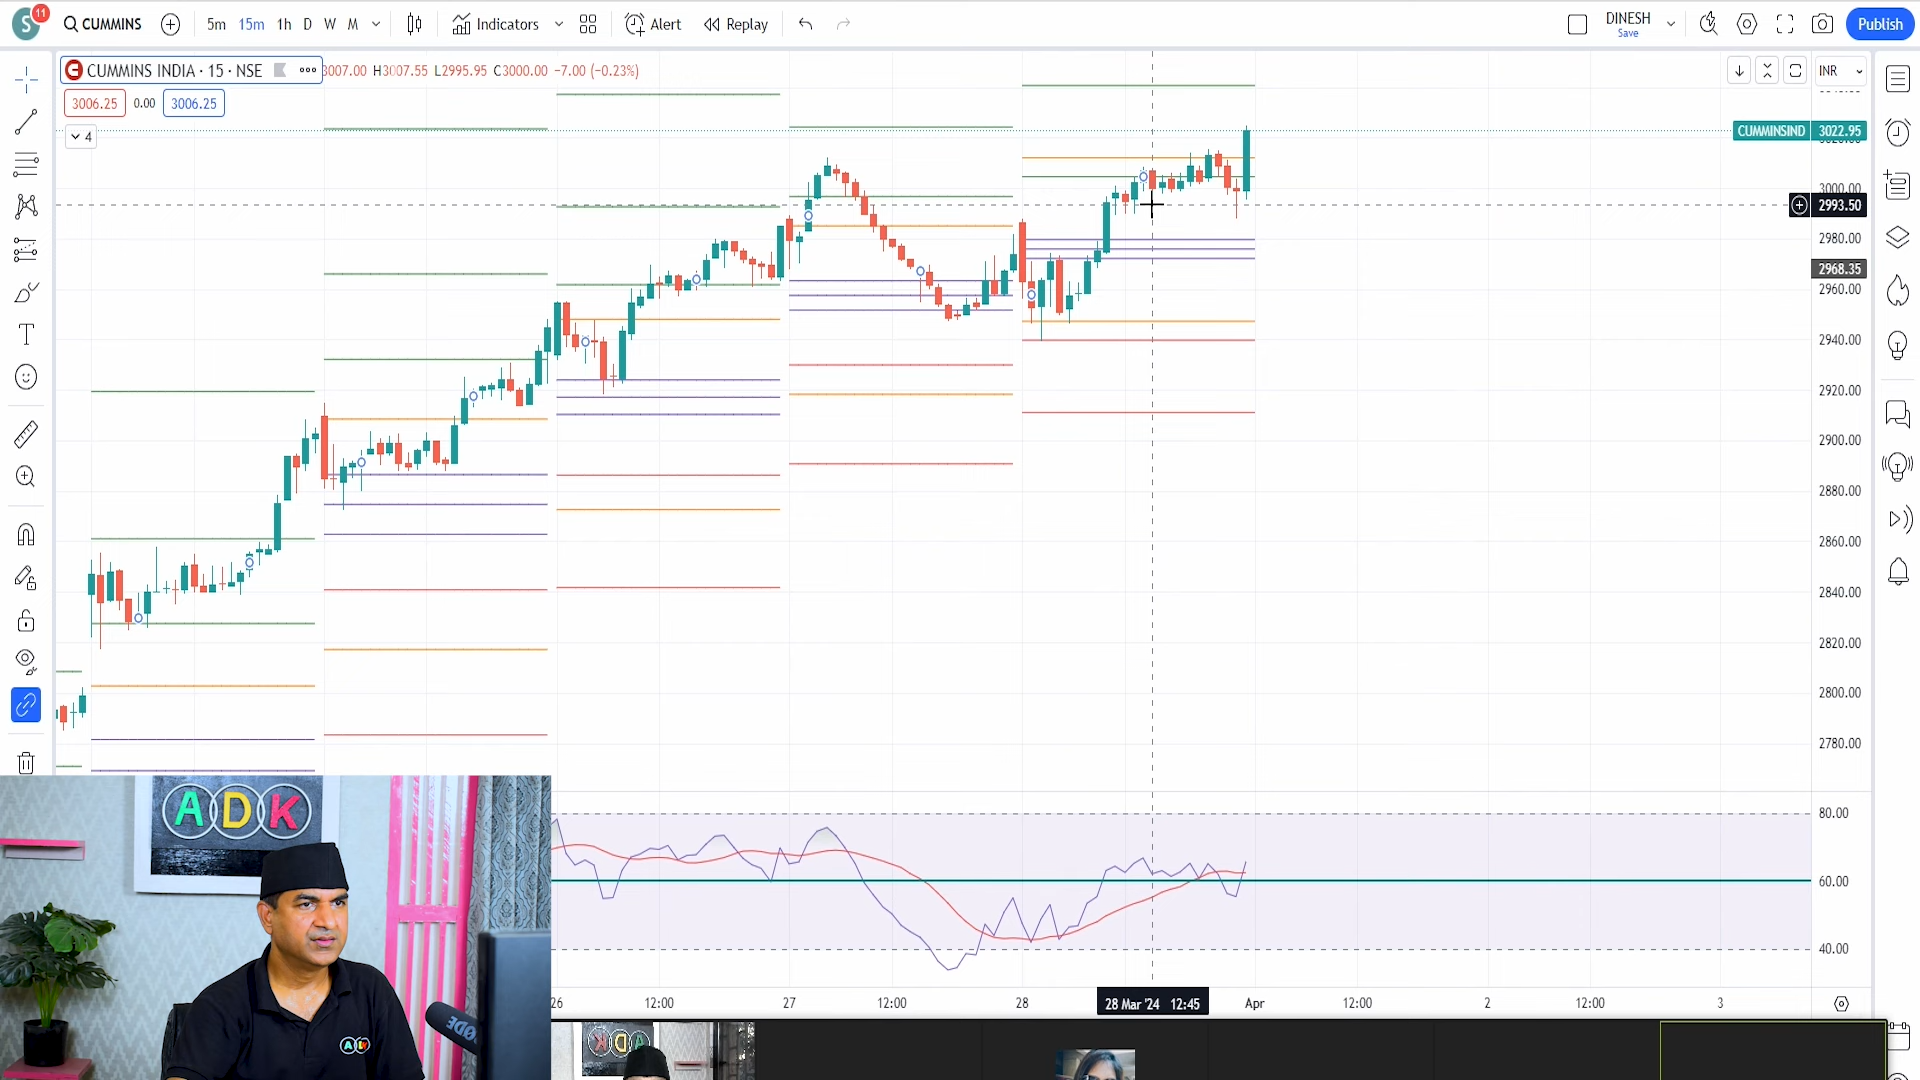 S 11 CUMMINS 5m 15m 1h D W M Indicators Alert Replay DINESH Save Publish
CUMMINS INDIA · 15 · NSE 3007.00 H3007.55 L2995.95 C3000.00 −7.00 (−0.23%) INR
3006.25 0.00 3006.25
4
CUMMINSIND 3022.95
3000.00
2993.50
2980.00
2968.35
2960.00
2940.00
2920.00
2900.00
2880.00
2860.00
2840.00
2820.00
2800.00
2780.00
80.00
60.00
40.00
26 12:00 27 12:00 28 28 Mar '24 12:45 Apr 12:00 2 12:00 3
ADK
ADK
ADK